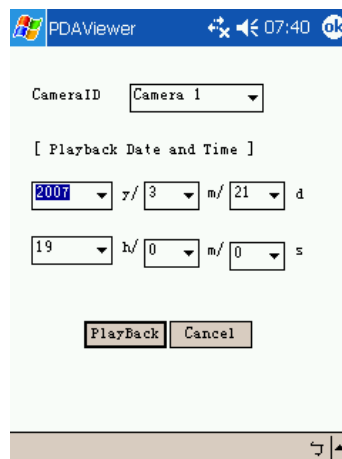 PDAViewer 07:40 ok
CameraID Camera 1
[ Playback Date and Time ]
2007 y/ 3 m/ 21 d
19 h/ 0 m/ 0 s
PlayBack Cancel
ㄅ